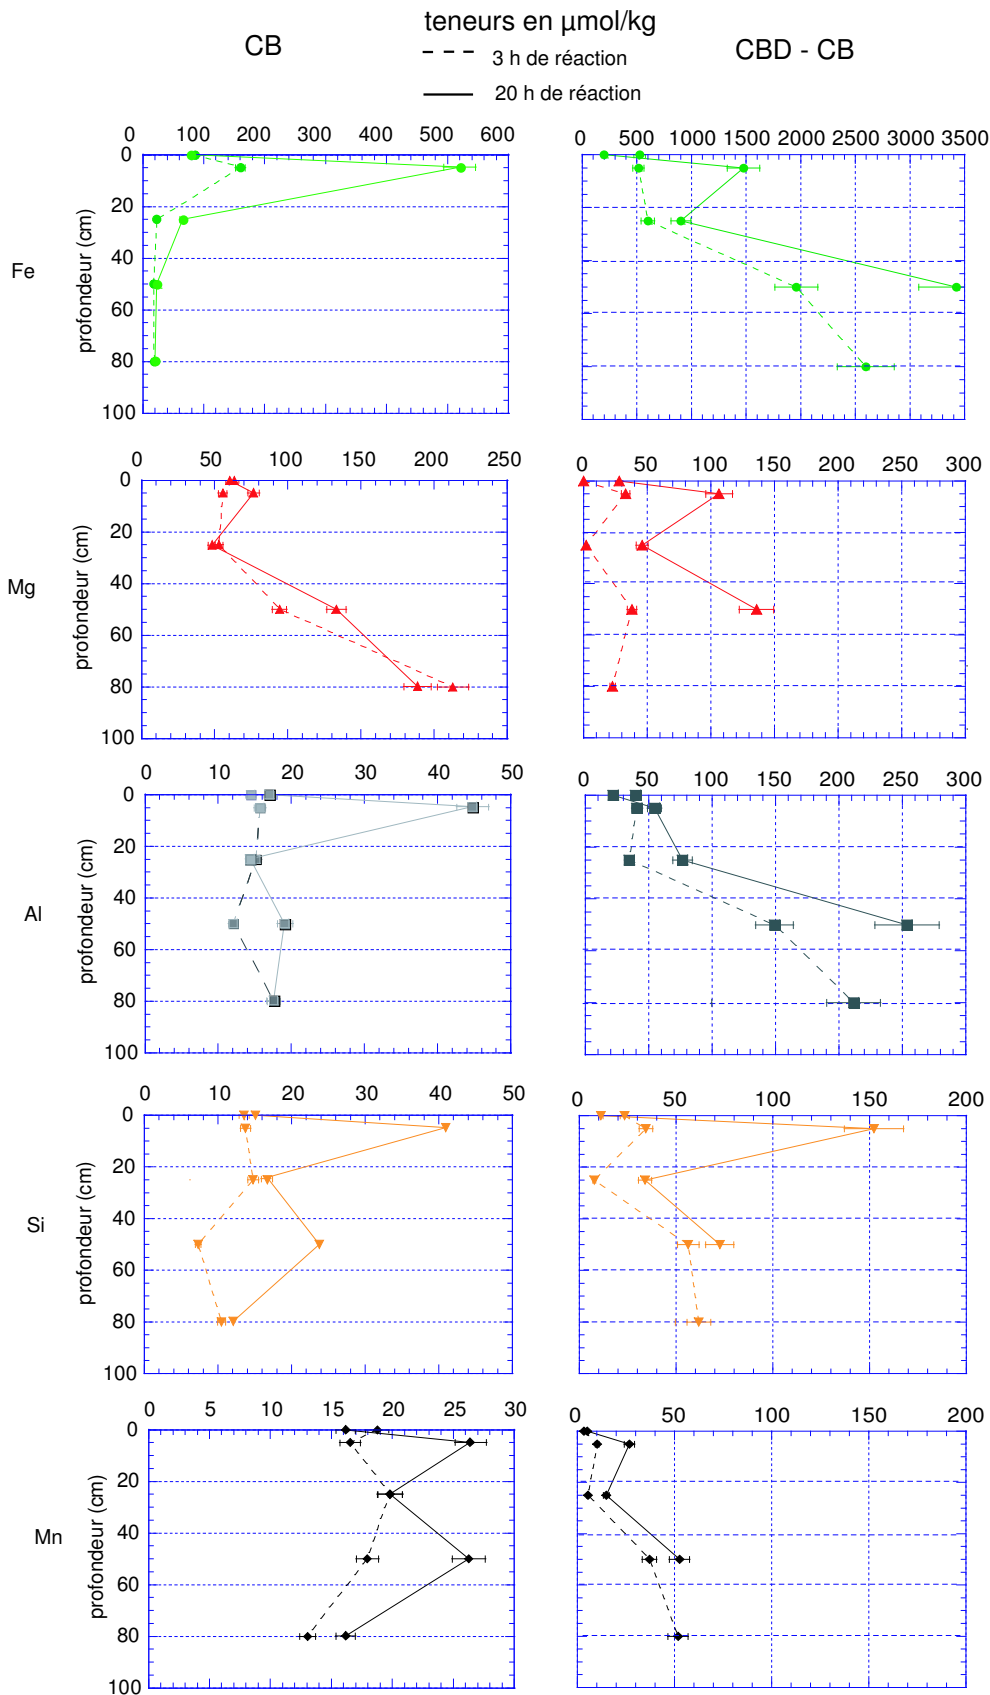 teneurs en µmol/kg
CB
CBD - CB
3 h de réaction
20 h de réaction
0 100 200 300 400 500 600
0 500 1000 1500 2000 2500 3000 3500
0
20
40
60
80
100
profondeur (cm)
Fe
0 50 100 150 200 250
0 50 100 150 200 250 300
0
20
40
60
80
100
profondeur (cm)
Mg
0 10 20 30 40 50
0 50 100 150 200 250 300
0
20
40
60
80
100
profondeur (cm)
Al
0 10 20 30 40 50
0 50 100 150 200
0
20
40
60
80
100
profondeur (cm)
Si
0 5 10 15 20 25 30
0 50 100 150 200
0
20
40
60
80
100
profondeur (cm)
Mn